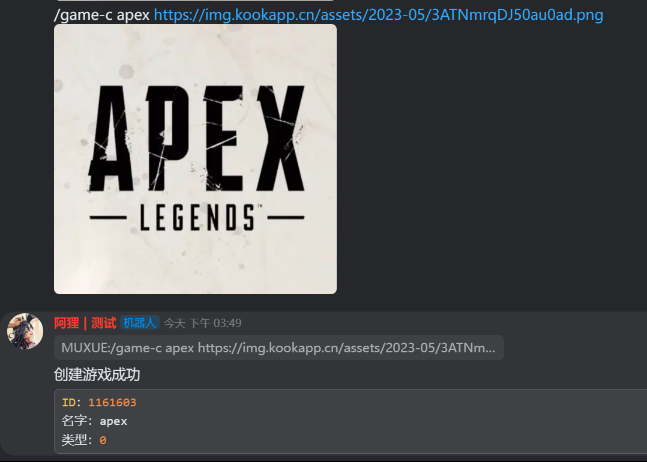 /game-c apex https://img.kookapp.cn/assets/2023-05/3ATNmrqDJ50au0ad.png
APEX
LEGENDS™
阿狸 | 测试 机器人 今天 下午 03:49
MUXUE:/game-c apex https://img.kookapp.cn/assets/2023-05/3ATNm...
创建游戏成功
ID: 1161603
名字: apex
类型: 0